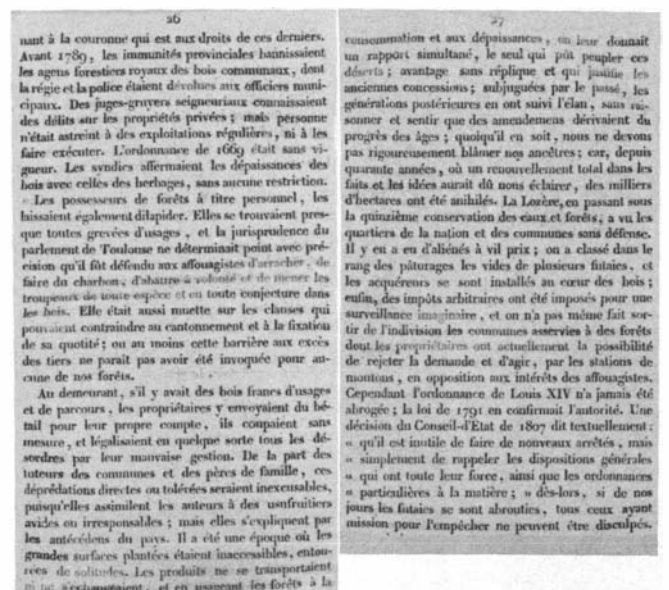 26
nant à la couronne qui est aux droits de ces derniers.
Avant 1789, les immunités provinciales bannissaient
les agens forestiers royaux des bois communaux, dont
la régie et la police étaient dévolues aux officiers muni-
cipaux. Des juges-gruyers seigneuriaux connaissaient
des délits sur les propriétés privées ; mais personne
n'était astreint à des exploitations régulières, ni à les
faire exécuter. L'ordonnance de 1669 était sans vi-
gueur. Les syndics affermaient les dépaissances des
bois avec celles des herbages, sans aucune restriction.
Les possesseurs de forêts à titre personnel, les
laissaient également dilapider. Elles se trouvaient pres-
que toutes grevées d'usages, et la jurisprudence du
parlement de Toulouse ne déterminait point avec pré-
cision qu'il fût défendu aux affouagistes d'arracher, de
faire du charbon, d'abattre à volonté et de mener les
troupeaux de toute espèce et en toute conjecture dans
les bois. Elle était aussi muette sur les clauses qui
pouvaient contraindre au cantonnement et à la fixation
de sa quotité ; ou au moins cette barrière aux excès
des tiers ne paraît pas avoir été invoquée pour au-
cune de nos forêts.
Au demeurant, s'il y avait des bois francs d'usages
et de parcours, les propriétaires y envoyaient du bé-
tail pour leur propre compte, ils coupaient sans
mesure, et légalisaient en quelque sorte tous les dé-
sordres par leur mauvaise gestion. De la part des
tuteurs des communes et des pères de famille, ces
déprédations directes ou tolérées seraient inexcusables,
puisqu'elles assimilent les auteurs à des usufruitiers
avides ou irresponsables ; mais elles s'expliquent par
les antécédens du pays. Il a été une époque où les
grandes surfaces plantées étaient inaccessibles, entou-
rées de solitudes. Les produits ne se transportaient
ni ne s'échangeaient, et en usageant les forêts à la
27
consommation et aux dépaissances, on leur donnait
un rapport simultané, le seul qui pût peupler ces
déserts ; avantage sans réplique et qui justifie les
anciennes concessions ; subjuguées par le passé, les
générations postérieures en ont suivi l'élan, sans rai-
sonner et sentir que des amendemens dérivaient du
progrès des âges ; quoiqu'il en soit, nous ne devons
pas rigoureusement blâmer nos ancêtres ; car, depuis
quarante années, où un renouvellement total dans les
faits et les idées aurait dû nous éclairer, des milliers
d'hectares ont été anihilés. La Lozère, en passant sous
la quinzième conservation des eaux et forêts, a vu les
quartiers de la nation et des communes sans défense.
Il y en a eu d'aliénés à vil prix ; on a classé dans le
rang des pâturages les vides de plusieurs futaies, et
les acquéreurs se sont installés au cœur des bois ;
enfin, des impôts arbitraires ont été imposés pour une
surveillance imaginaire, et on n'a pas même fait sor-
tir de l'indivision les communes asservies à des forêts
dont les propriétaires ont actuellement la possibilité
de rejeter la demande et d'agir, par les stations de
moutons, en opposition aux intérêts des affouagistes.
Cependant l'ordonnance de Louis XIV n'a jamais été
abrogée ; la loi de 1791 en confirmait l'autorité. Une
décision du Conseil-d'Etat de 1807 dit textuellement :
« qu'il est inutile de faire de nouveaux arrêtés, mais
« simplement de rappeler les dispositions générales
« qui ont toute leur force, ainsi que les ordonnances
« particulières à la matière ; » dès-lors, si de nos
jours les futaies se sont abrouties, tous ceux ayant
mission pour l'empêcher ne peuvent être disculpés.